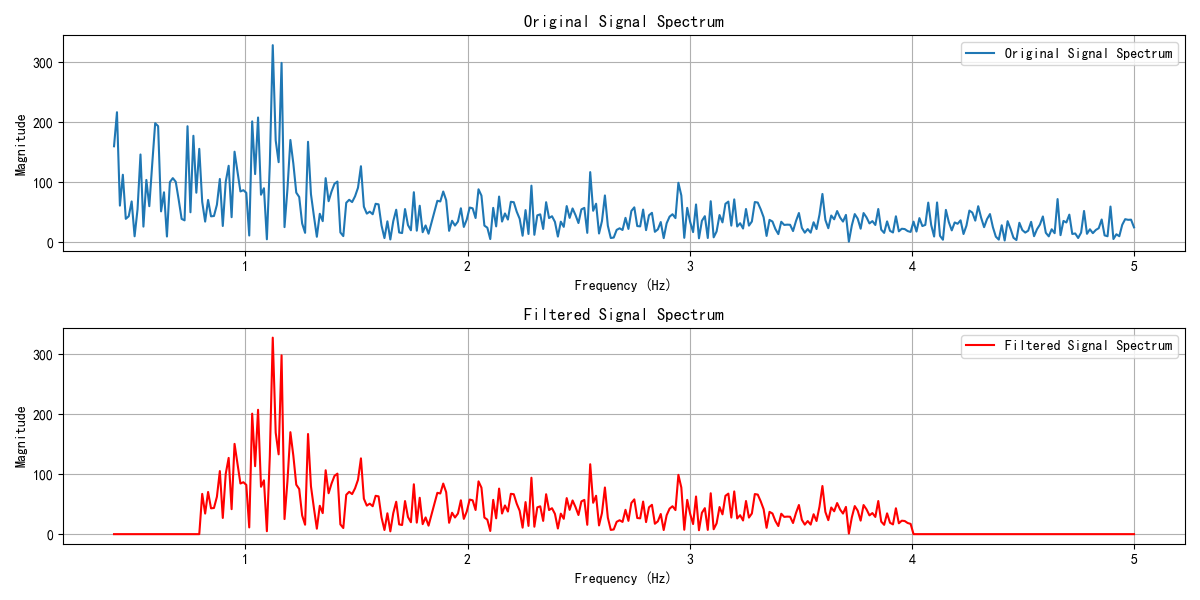 Original Signal Spectrum
Original Signal Spectrum
300
200
100
0
Magnitude
1
2
3
4
5
Frequency (Hz)
Filtered Signal Spectrum
Filtered Signal Spectrum
300
200
100
0
Magnitude
1
2
3
4
5
Frequency (Hz)